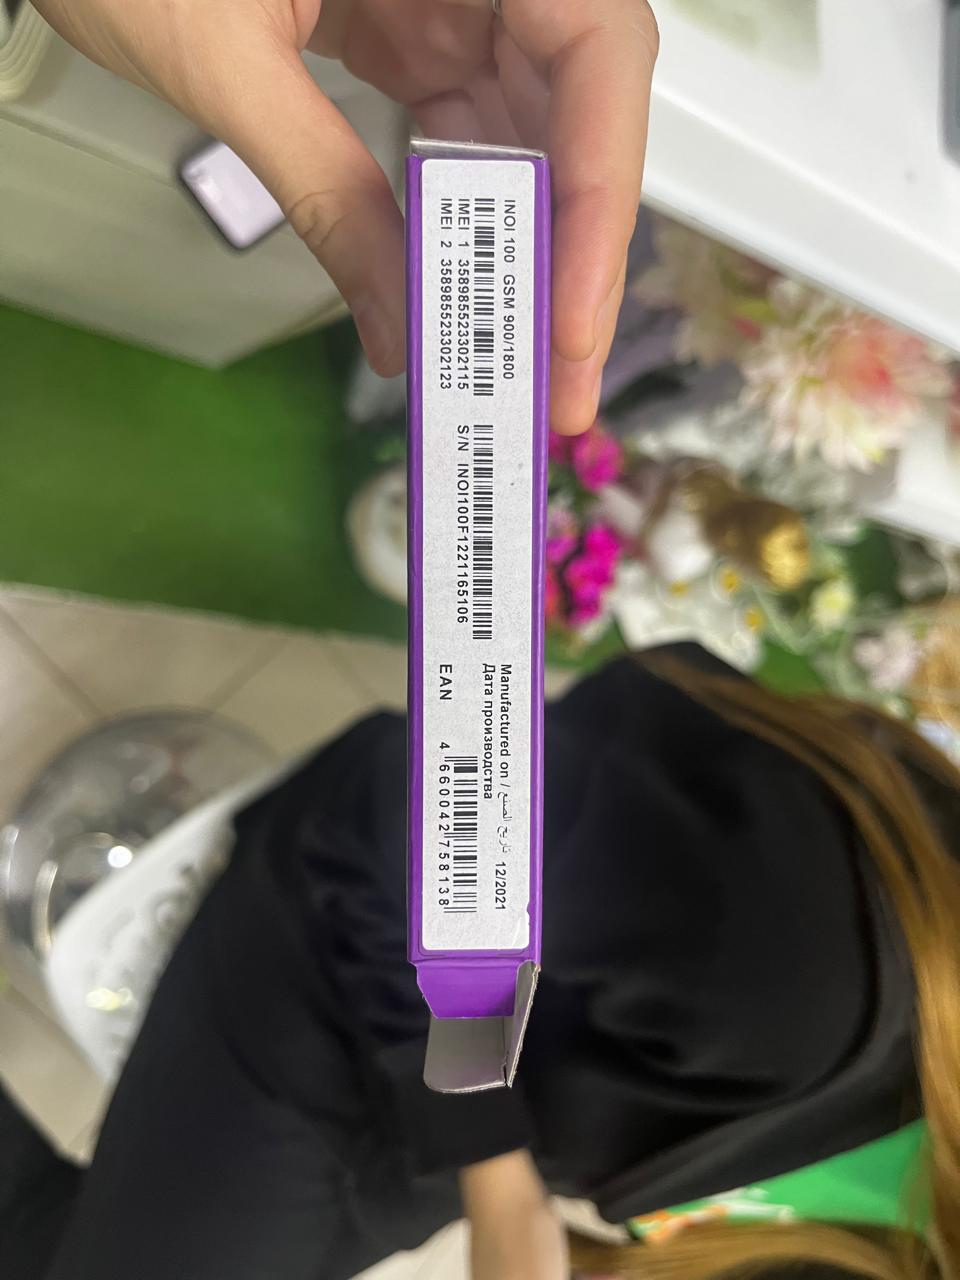 INOI 100 GSM 900/1800
IMEI 1 358985523302115
IMEI 2 358985523302123
S/N INOI100F1221165106
Manufactured on / تاريخ الصنع 12/2021
Дата производства
EAN
4 660042 758138